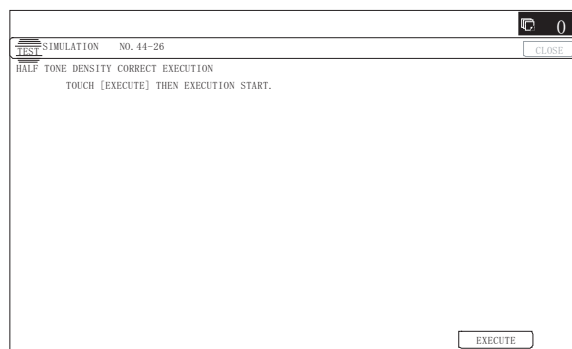 0
TEST SIMULATION NO. 44-26
CLOSE
HALF TONE DENSITY CORRECT EXECUTION
TOUCH [EXECUTE] THEN EXECUTION START.
EXECUTE